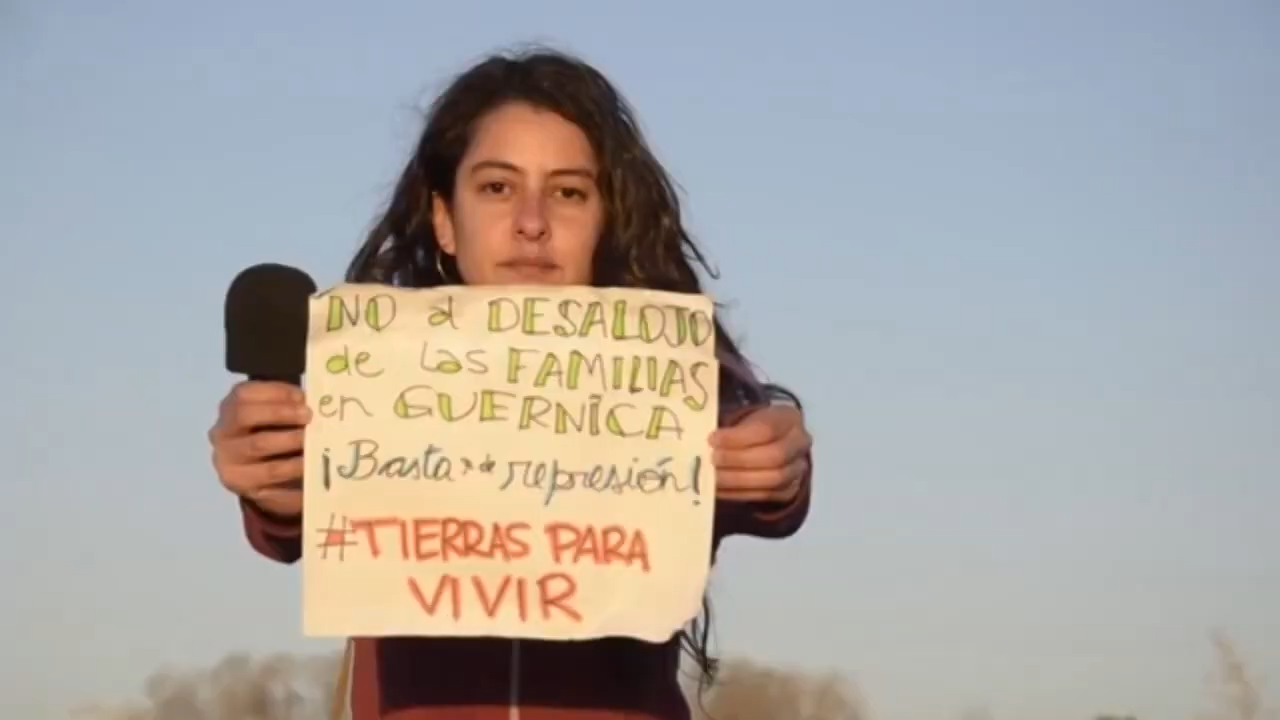 NO al DESALOJO
de las FAMILIAS
en GUERNICA
¡Basta de represión!
#TIERRAS PARA
VIVIR